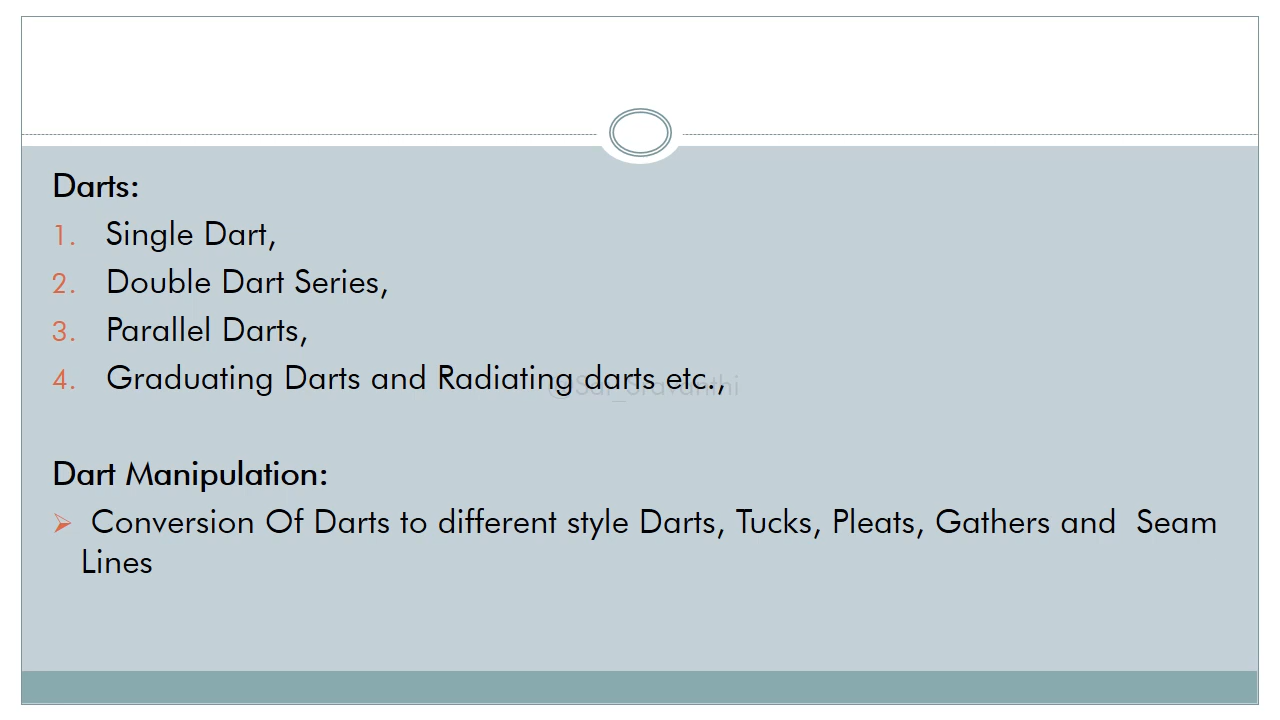 Darts:
1. Single Dart,
2. Double Dart Series,
3. Parallel Darts,
4. Graduating Darts and Radiating darts etc.,
@Sai_Sravanthi
Dart Manipulation:
➢ Conversion Of Darts to different style Darts, Tucks, Pleats, Gathers and  Seam
Lines